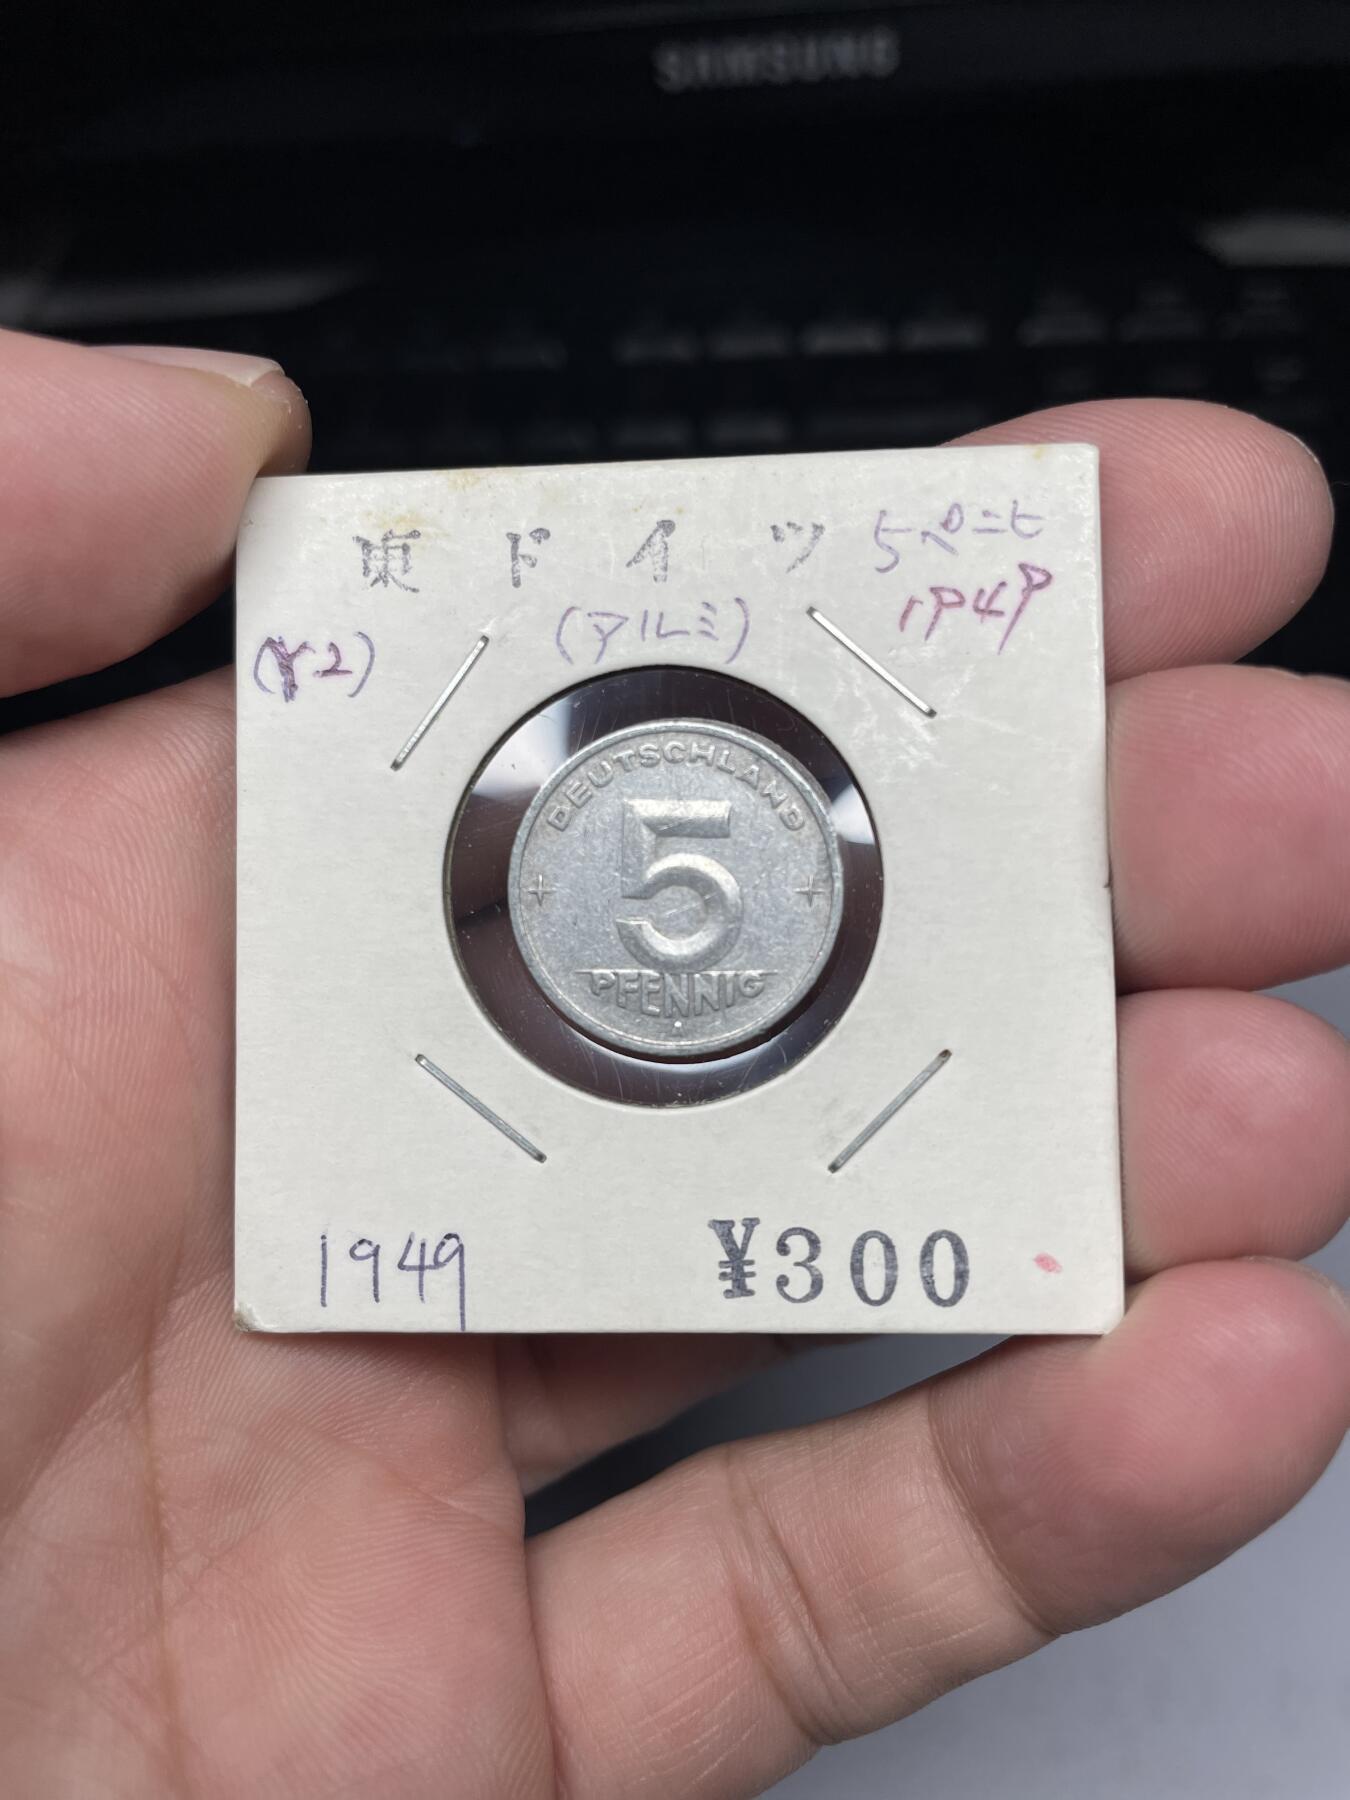 SAMSUNG
東ドイツ 5ペニヒ
1949
(Y.2) (アルミ)
DEUTSCHLAND
5
PFENNIG
A
1949 ¥300